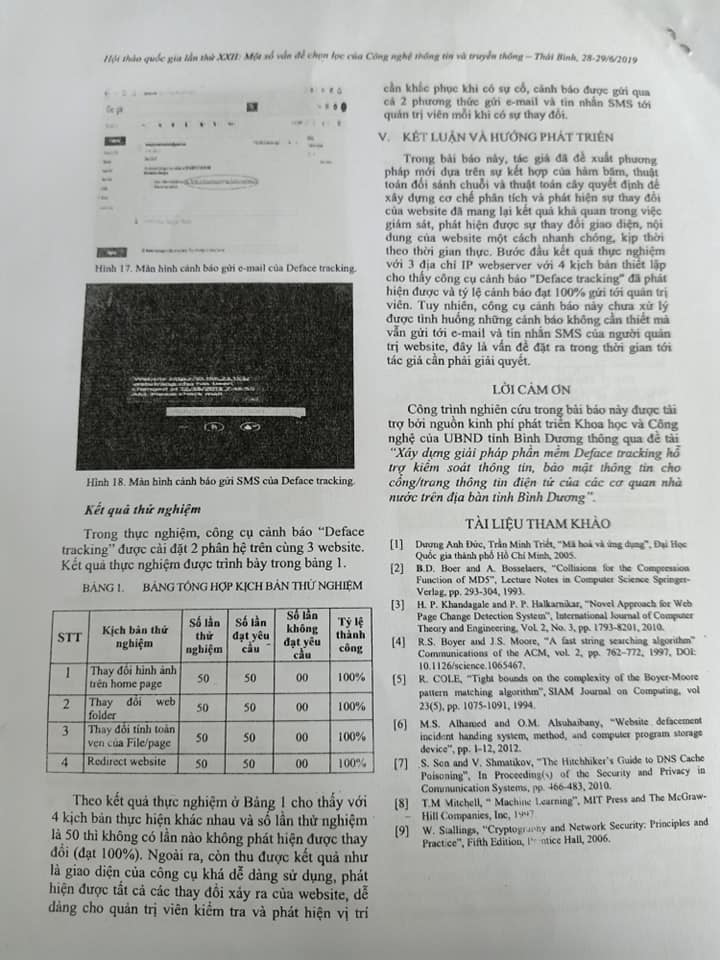 Hội thảo quốc gia lần thứ XXII: Một số vấn đề chọn lọc của Công nghệ thông tin và truyền thông – Thái Bình, 28-29/6/2019
Hình 17. Màn hình cảnh báo gửi e-mail của Deface tracking.
Hình 18. Màn hình cảnh báo gửi SMS của Deface tracking.
Kết quả thử nghiệm
Trong thực nghiệm, công cụ cảnh báo “Deface
tracking” được cài đặt 2 phân hệ trên cùng 3 website.
Kết quả thực nghiệm được trình bày trong bảng 1.
BẢNG 1. BẢNG TỔNG HỢP KỊCH BẢN THỬ NGHIỆM
STT Kịch bản thử nghiệm Số lần thử nghiệm Số lần đạt yêu cầu Số lần không đạt yêu cầu Tỷ lệ thành công
1 Thay đổi hình ảnh trên home page 50 50 00 100%
2 Thay đổi web folder 50 50 00 100%
3 Thay đổi tính toàn vẹn của File/page 50 50 00 100%
4 Redirect website 50 50 00 100%
Theo kết quả thực nghiệm ở Bảng 1 cho thấy với
4 kịch bản thực hiện khác nhau và số lần thử nghiệm
là 50 thì không có lần nào không phát hiện được thay
đổi (đạt 100%). Ngoài ra, còn thu được kết quả như
là giao diện của công cụ khá dễ dàng sử dụng, phát
hiện được tất cả các thay đổi xảy ra của website, dễ
dàng cho quản trị viên kiểm tra và phát hiện vị trí
cần khắc phục khi có sự cố, cảnh báo được gửi qua
cả 2 phương thức gửi e-mail và tin nhắn SMS tới
quản trị viên mỗi khi có sự thay đổi.
V. KẾT LUẬN VÀ HƯỚNG PHÁT TRIỂN
Trong bài báo này, tác giả đã đề xuất phương
pháp mới dựa trên sự kết hợp của hàm băm, thuật
toán đối sánh chuỗi và thuật toán cây quyết định để
xây dựng cơ chế phân tích và phát hiện sự thay đổi
của website đã mang lại kết quả khả quan trong việc
giám sát, phát hiện được sự thay đổi giao diện, nội
dung của website một cách nhanh chóng, kịp thời
theo thời gian thực. Bước đầu kết quả thực nghiệm
với 3 địa chỉ IP webserver với 4 kịch bản thiết lập
cho thấy công cụ cảnh báo "Deface tracking" đã phát
hiện được và tỷ lệ cảnh báo đạt 100% gửi tới quản trị
viên. Tuy nhiên, công cụ cảnh báo này chưa xử lý
được tình huống những cảnh báo không cần thiết mà
vẫn gửi tới e-mail và tin nhắn SMS của người quản
trị website, đây là vấn đề đặt ra trong thời gian tới
tác giả cần phải giải quyết.
LỜI CẢM ƠN
Công trình nghiên cứu trong bài báo này được tài
trợ bởi nguồn kinh phí phát triển Khoa học và Công
nghệ của UBND tỉnh Bình Dương thông qua đề tài
“Xây dựng giải pháp phần mềm Deface tracking hỗ
trợ kiểm soát thông tin, bảo mật thông tin cho
cổng/trang thông tin điện tử của các cơ quan nhà
nước trên địa bàn tỉnh Bình Dương”.
TÀI LIỆU THAM KHẢO
[1] Dương Anh Đức, Trần Minh Triết, “Mã hoá và ứng dụng”, Đại Học
Quốc gia thành phố Hồ Chí Minh, 2005.
[2] B.D. Boer and A. Bosselaers, “Collisions for the Compression
Function of MD5”, Lecture Notes in Computer Science Springer-
Verlag, pp. 293-304, 1993.
[3] H. P. Khandagale and P. P. Halkarnikar, “Novel Approach for Web
Page Change Detection System”, International Journal of Computer
Theory and Engineering, Vol. 2, No. 3, pp. 1793-8201, 2010.
[4] R.S. Boyer and J.S. Moore, “A fast string searching algorithm”
Communications of the ACM, vol. 2, pp. 762–772, 1997, DOI:
10.1126/science.1065467.
[5] R. COLE, “Tight bounds on the complexity of the Boyer-Moore
pattern matching algorithm”, SIAM Journal on Computing, vol
23(5), pp. 1075-1091, 1994.
[6] M.S. Alhamed and O.M. Alsuhaibany, “Website defacement
incident handing system, method, and computer program storage
device”, pp. 1-12, 2012.
[7] S. Son and V. Shmatikov, “The Hitchhiker’s Guide to DNS Cache
Poisoning”, In Proceeding(s) of the Security and Privacy in
Communication Systems, pp. 466-483, 2010.
[8] T.M Mitchell, “ Machine Learning”, MIT Press and The McGraw-
Hill Companies, Inc, 1997.
[9] W. Stallings, “Cryptography and Network Security: Principles and
Practice”, Fifth Edition, Prentice Hall, 2006.